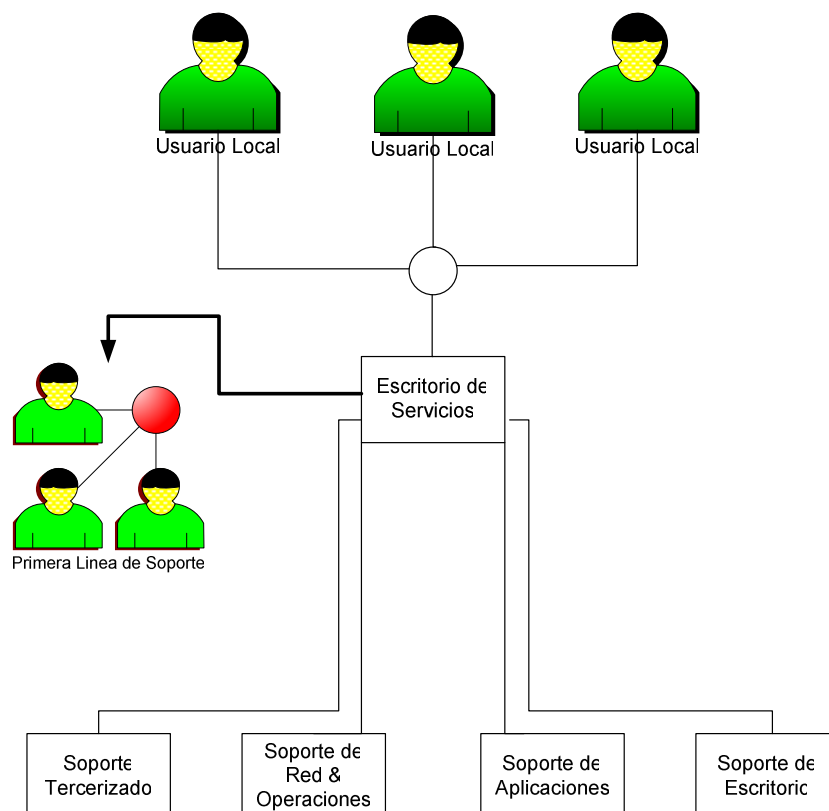 Usuario Local
Usuario Local
Usuario Local
Escritorio de
Servicios
Primera Linea de Soporte
Soporte
Tercerizado
Soporte de
Red &
Operaciones
Soporte de
Aplicaciones
Soporte de
Escritorio